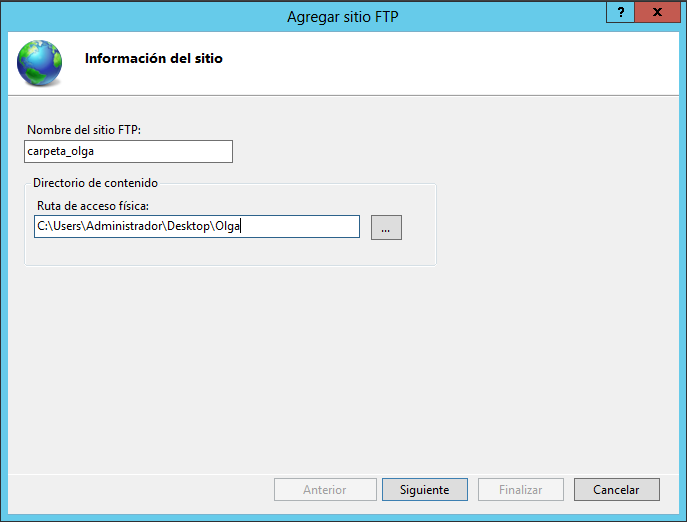 Agregar sitio FTP
?
x
Información del sitio
Nombre del sitio FTP:
carpeta_olga
Directorio de contenido
Ruta de acceso física:
C:\Users\Administrador\Desktop\Olga
...
Anterior
Siguiente
Finalizar
Cancelar